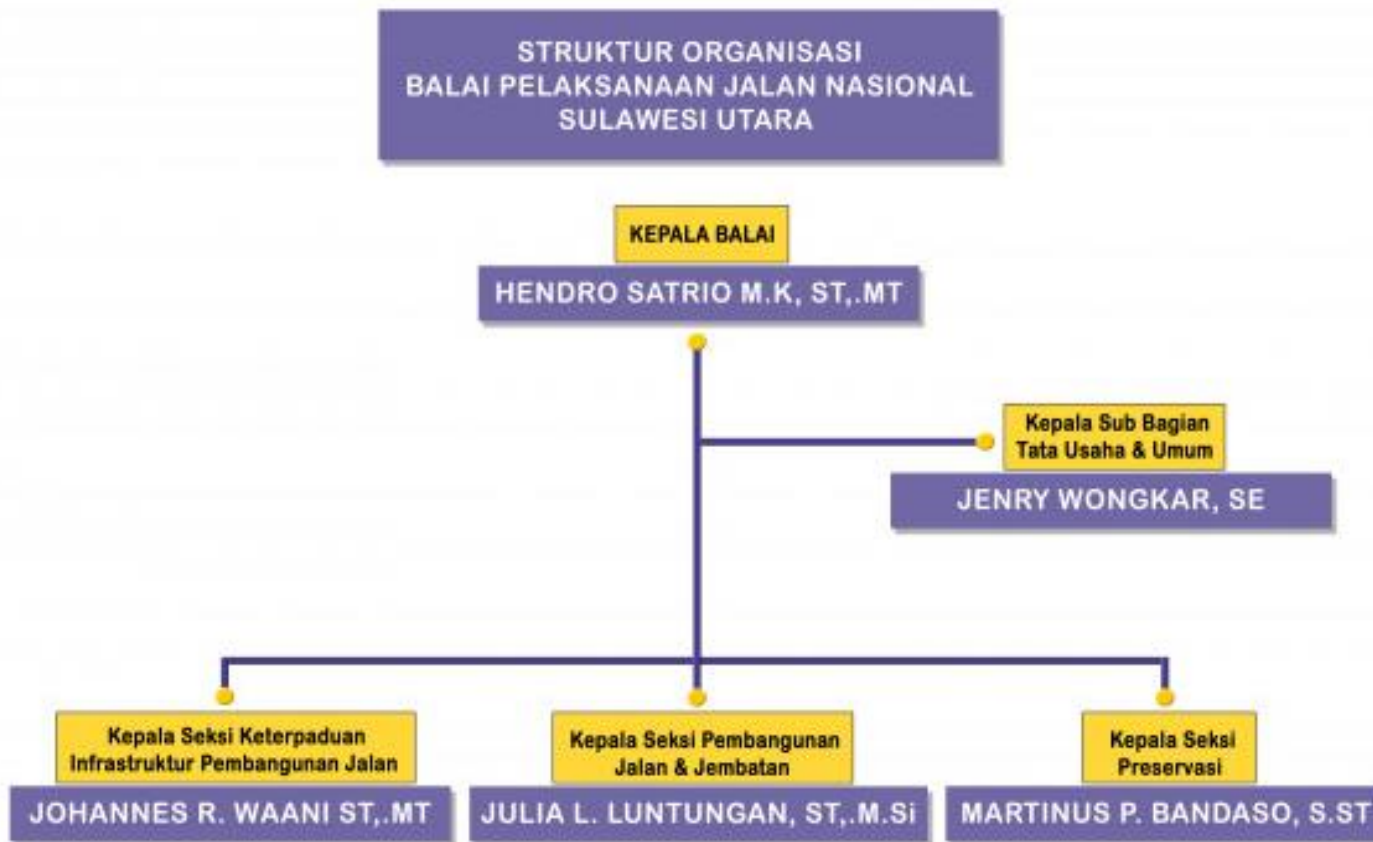 STRUKTUR ORGANISASI
BALAI PELAKSANAAN JALAN NASIONAL
SULAWESI UTARA
KEPALA BALAI
HENDRO SATRIO M.K, ST,.MT
Kepala Sub Bagian
Tata Usaha & Umum
JENRY WONGKAR, SE
Kepala Seksi Keterpaduan
Infrastruktur Pembangunan Jalan
JOHANNES R. WAANI ST,.MT
Kepala Seksi Pembangunan
Jalan & Jembatan
JULIA L. LUNTUNGAN, ST,.M.Si
Kepala Seksi
Preservasi
MARTINUS P. BANDASO, S.ST